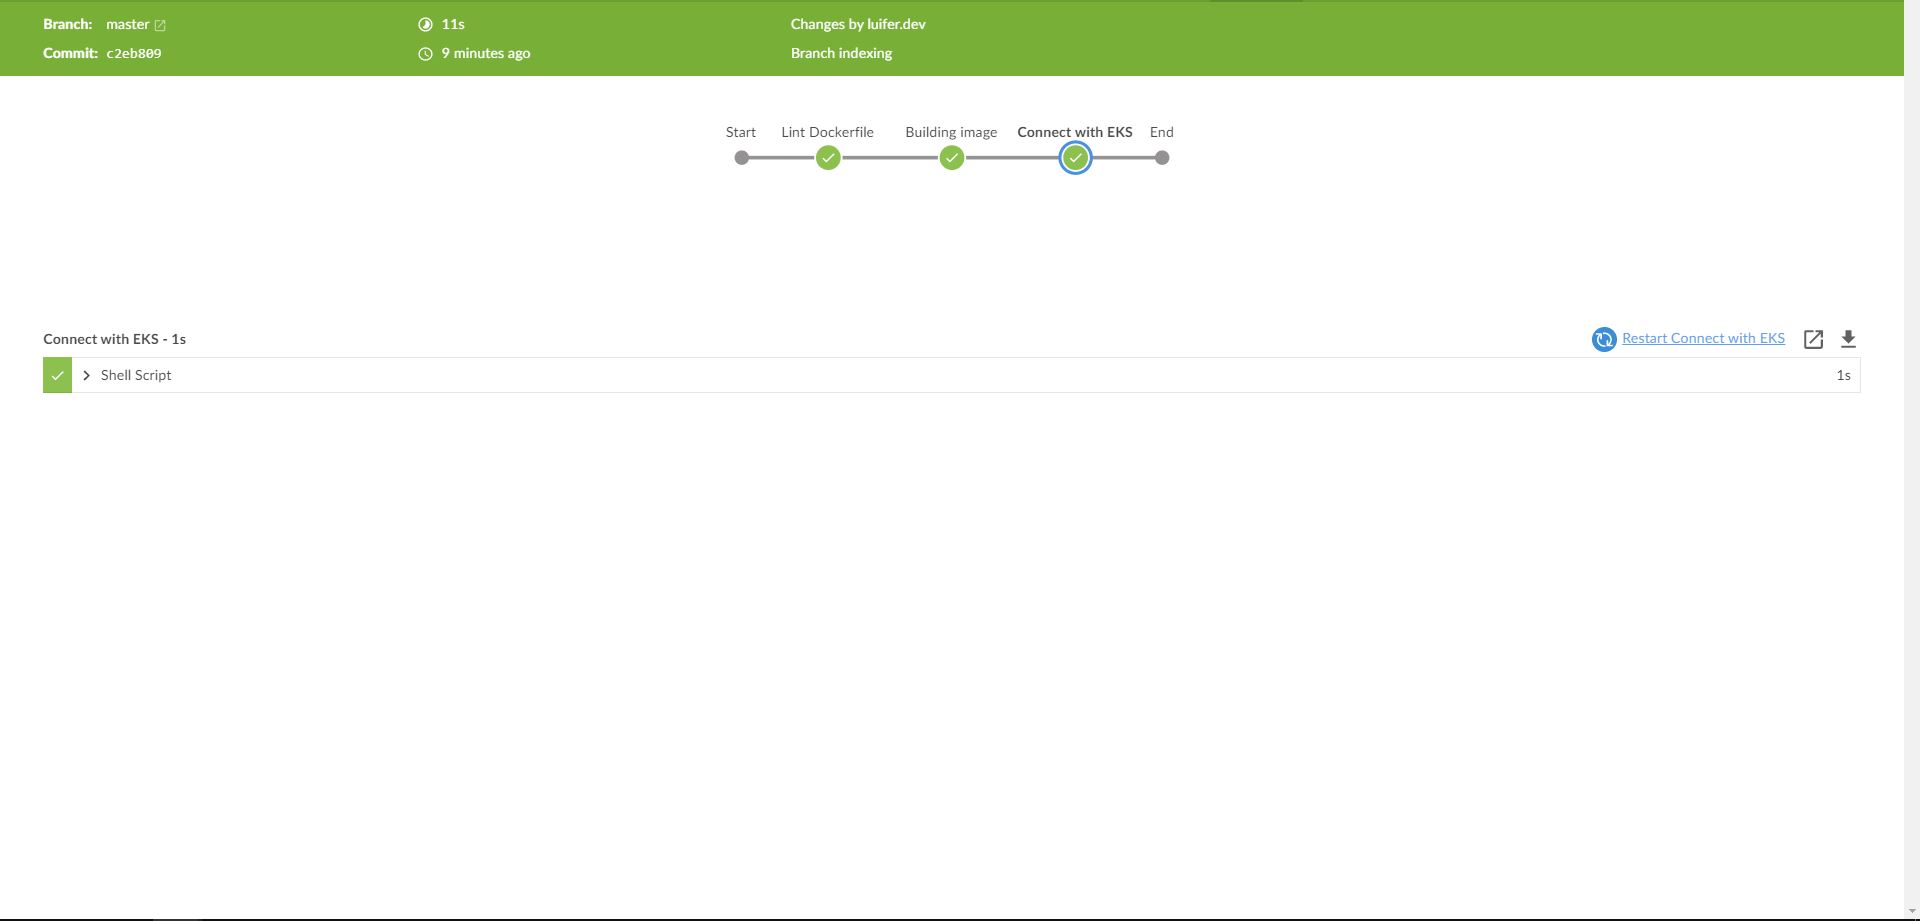 Branch: master
11s
Changes by luifer.dev
Commit: c2eb809
9 minutes ago
Branch indexing
Start
Lint Dockerfile
Building image
Connect with EKS
End
Connect with EKS - 1s
Restart Connect with EKS
Shell Script
1s